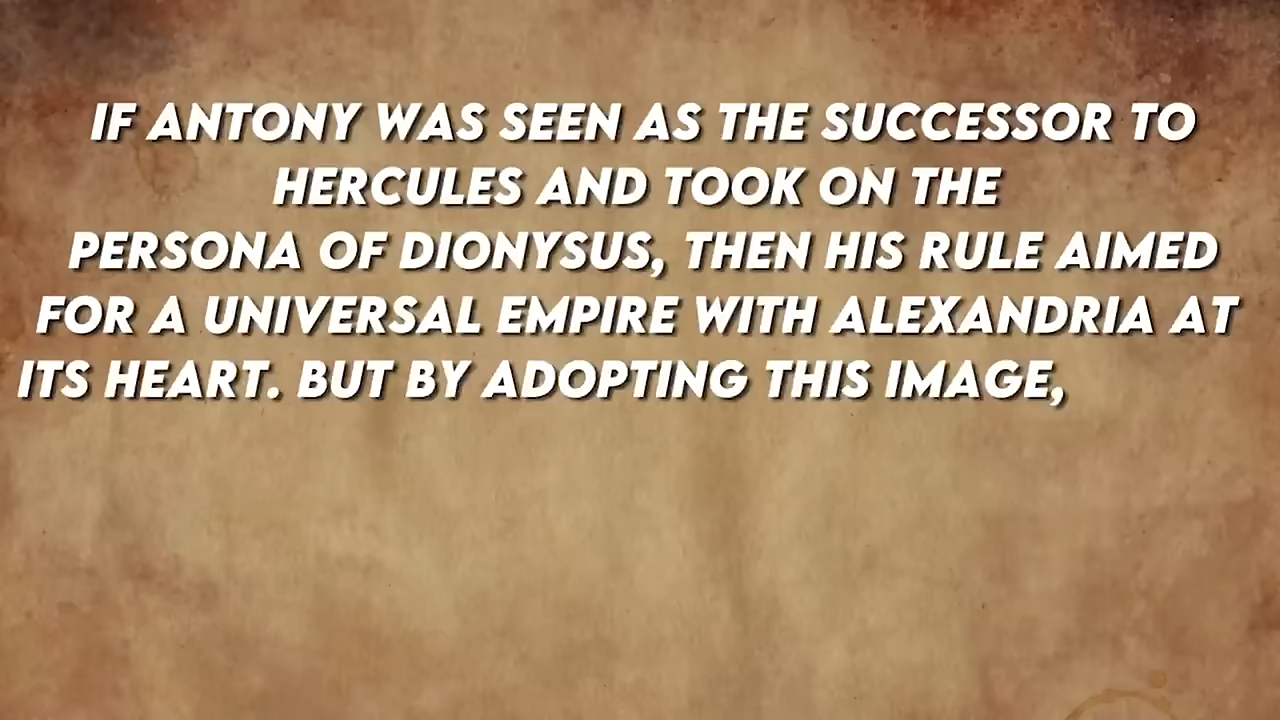 IF ANTONY WAS SEEN AS THE SUCCESSOR TO
HERCULES AND TOOK ON THE
PERSONA OF DIONYSUS, THEN HIS RULE AIMED
FOR A UNIVERSAL EMPIRE WITH ALEXANDRIA AT
ITS HEART. BUT BY ADOPTING THIS IMAGE,